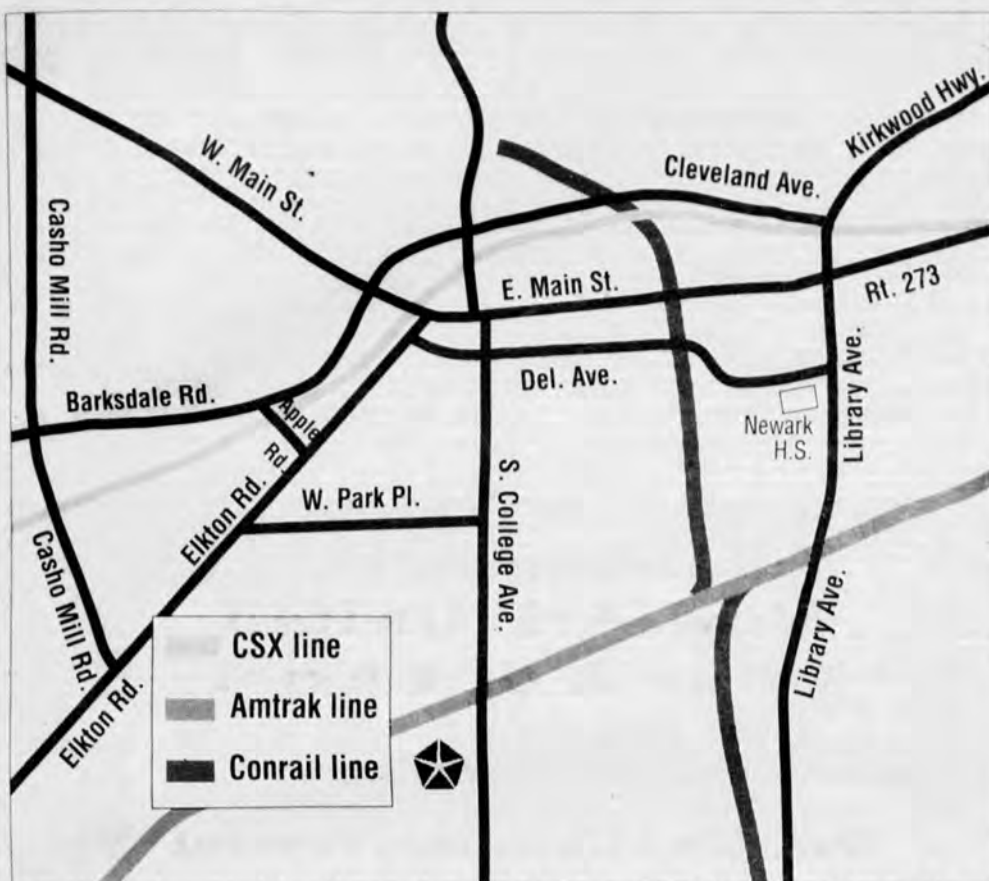 Kirkwood Hwy.
Cleveland Ave.
W. Main St.
Casho Mill Rd.
E. Main St.
Rt. 273
Del. Ave.
Barksdale Rd.
Apple
Rd.
Newark
H.S.
Library Ave.
Elkton Rd.
W. Park Pl.
S. College Ave.
Casho Mill Rd.
Library Ave.
Elkton Rd.
CSX line
Amtrak line
Conrail line